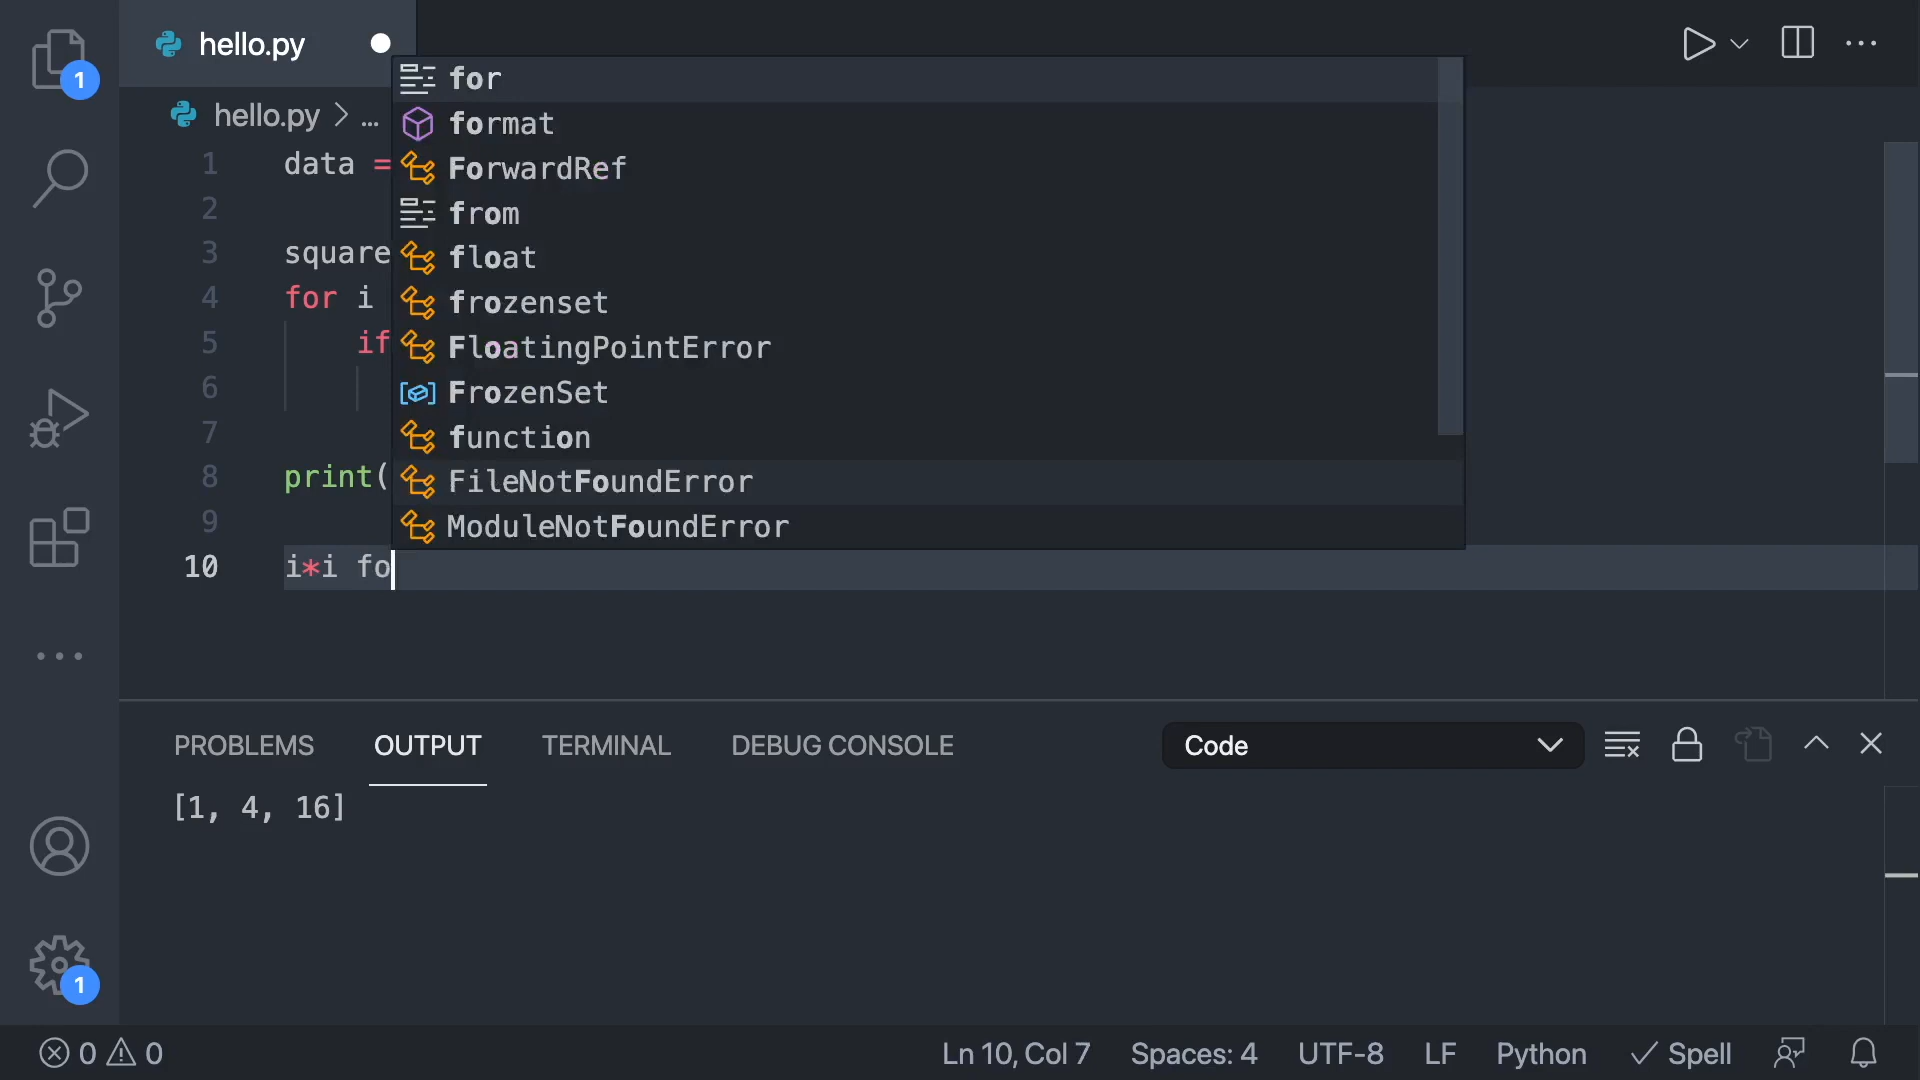 hello.py
1
hello.py > ...
for
format
ForwardRef
from
float
frozenset
FloatingPointError
FrozenSet
function
FileNotFoundError
ModuleNotFoundError
1 data =
2
3 square
4 for i
5 if
6
7
8 print(
9
10 i*i fo
PROBLEMS OUTPUT TERMINAL DEBUG CONSOLE Code
[1, 4, 16]
1
0 0 Ln 10, Col 7 Spaces: 4 UTF-8 LF Python Spell